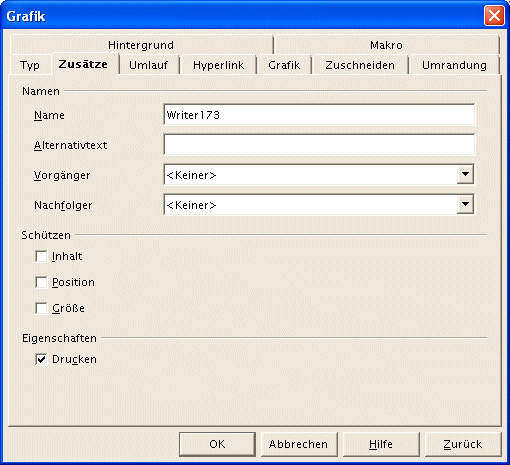 Grafik
Hintergrund Makro
Typ Zusätze Umlauf Hyperlink Grafik Zuschneiden Umrandung
Namen
Name Writer173
Alternativtext
Vorgänger <Keiner>
Nachfolger <Keiner>
Schützen
Inhalt
Position
Größe
Eigenschaften
Drucken
OK Abbrechen Hilfe Zurück